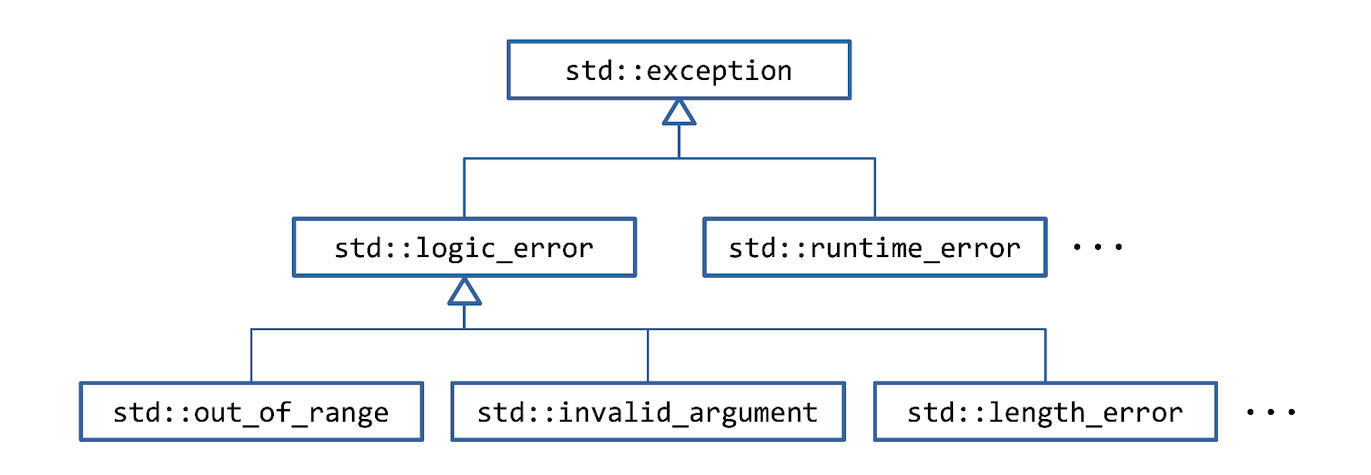 std::exception
std::logic_error
std::runtime_error
...
std::out_of_range
std::invalid_argument
std::length_error
...